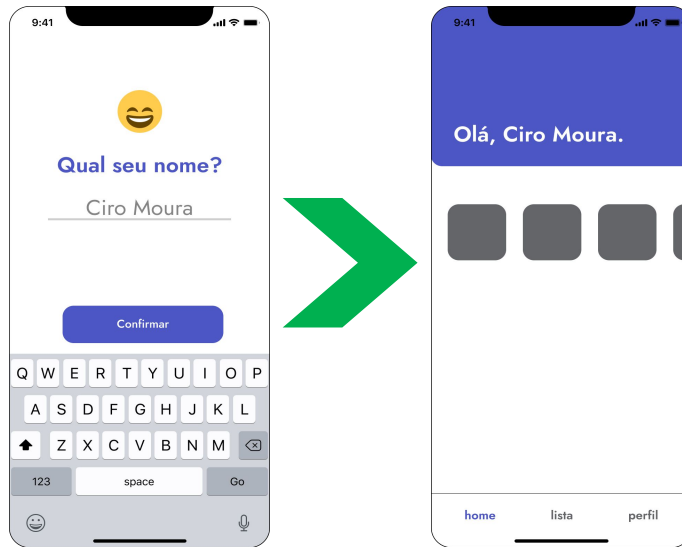 9:41
Qual seu nome?
Ciro Moura
Confirmar
Q W E R T Y U I O P
A S D F G H J K L
Z X C V B N M
123 space Go
9:41
Olá, Ciro Moura.
home lista perfil